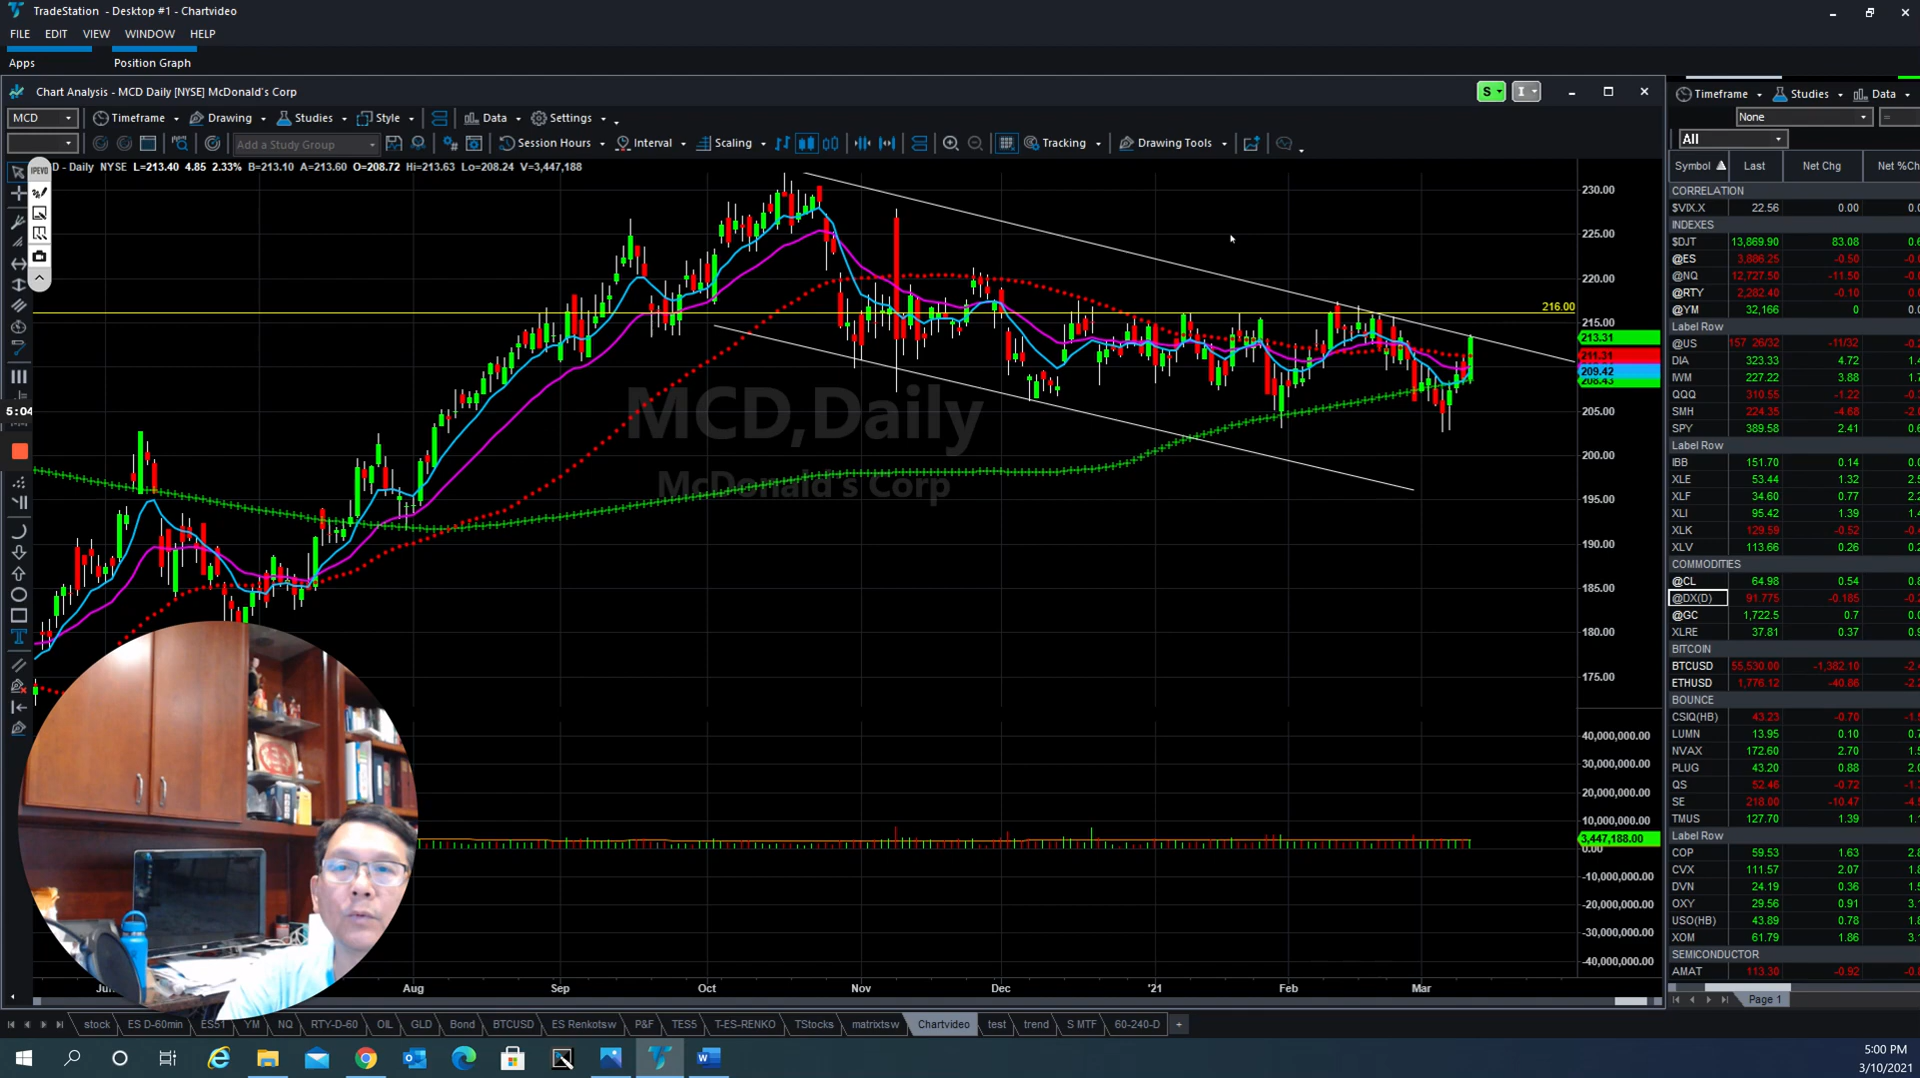 TradeStation - Desktop #1 - Chartvideo
FILE EDIT VIEW WINDOW HELP
Apps Position Graph
Chart Analysis - MCD Daily [NYSE] McDonald's Corp
S I
MCD Timeframe Drawing Studies Style Data Settings
Add a Study Group Session Hours Interval Scaling Tracking Drawing Tools
D - Daily NYSE L=213.40 4.85 2.33% B=213.10 A=213.60 O=208.72 Hi=213.63 Lo=208.24 V=3,447,188
IPEVO
5:04
MCD,Daily
McDonald's Corp
230.00
225.00
220.00
216.00
215.00
213.31
211.31
209.42
208.43
205.00
200.00
195.00
190.00
185.00
180.00
175.00
40,000,000.00
30,000,000.00
20,000,000.00
10,000,000.00
3,447,188.00
0.00
-10,000,000.00
-20,000,000.00
-30,000,000.00
-40,000,000.00
Aug Sep Oct Nov Dec '21 Feb Mar
Timeframe Studies Data
None
All
Symbol Last Net Chg Net %Ch
CORRELATION
$VIX.X 22.56 0.00
INDEXES
$DJT 13,869.90 83.08
@ES 3,886.25 -0.50
@NQ 12,727.50 -11.50
@RTY 2,282.40 -0.10
@YM 32,166 0
Label Row
@US 157 26/32 -11/32
DIA 323.33 4.72
IWM 227.22 3.88
QQQ 310.55 -1.22
SMH 224.35 -4.68
SPY 389.58 2.41
Label Row
IBB 151.70 0.14
XLE 53.44 1.32
XLF 34.60 0.77
XLI 95.42 1.39
XLK 129.59 -0.52
XLV 113.66 0.26
COMMODITIES
@CL 64.98 0.54
@DX(D) 91.775 -0.185
@GC 1,722.5 0.7
XLRE 37.81 0.37
BITCOIN
BTCUSD 55,530.00 -1,382.10
ETHUSD 1,776.12 -40.86
BOUNCE
CSIQ(HB) 43.23 -0.70
LUMN 13.95 0.10
NVAX 172.60 2.70
PLUG 43.20 0.88
QS 52.46 -0.72
SE 218.00 -10.47
TMUS 127.70 1.39
Label Row
COP 59.53 1.63
CVX 111.57 2.07
DVN 24.19 0.36
OXY 29.56 0.91
USO(HB) 43.89 0.78
XOM 61.79 1.86
SEMICONDUCTOR
AMAT 113.30 -0.92
Page 1
stock ES D-60min ES51 YM NQ RTY-D-60 OIL GLD Bond BTCUSD ES Renkotsw P&F TES5 T-ES-RENKO TStocks matrixtsw Chartvideo test trend S MTF 60-240-D +
5:00 PM
3/10/2021